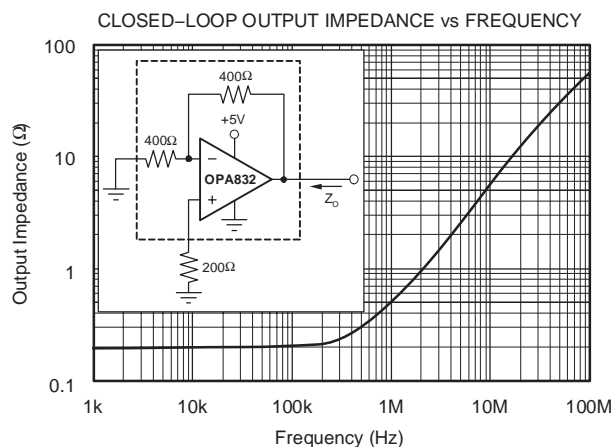 CLOSED–LOOP OUTPUT IMPEDANCE vs FREQUENCY
100
10
1
0.1
Output Impedance (Ω)
400Ω
+5V
400Ω
−
OPA832
+
ZO
200Ω
1k
10k
100k
1M
10M
100M
Frequency (Hz)